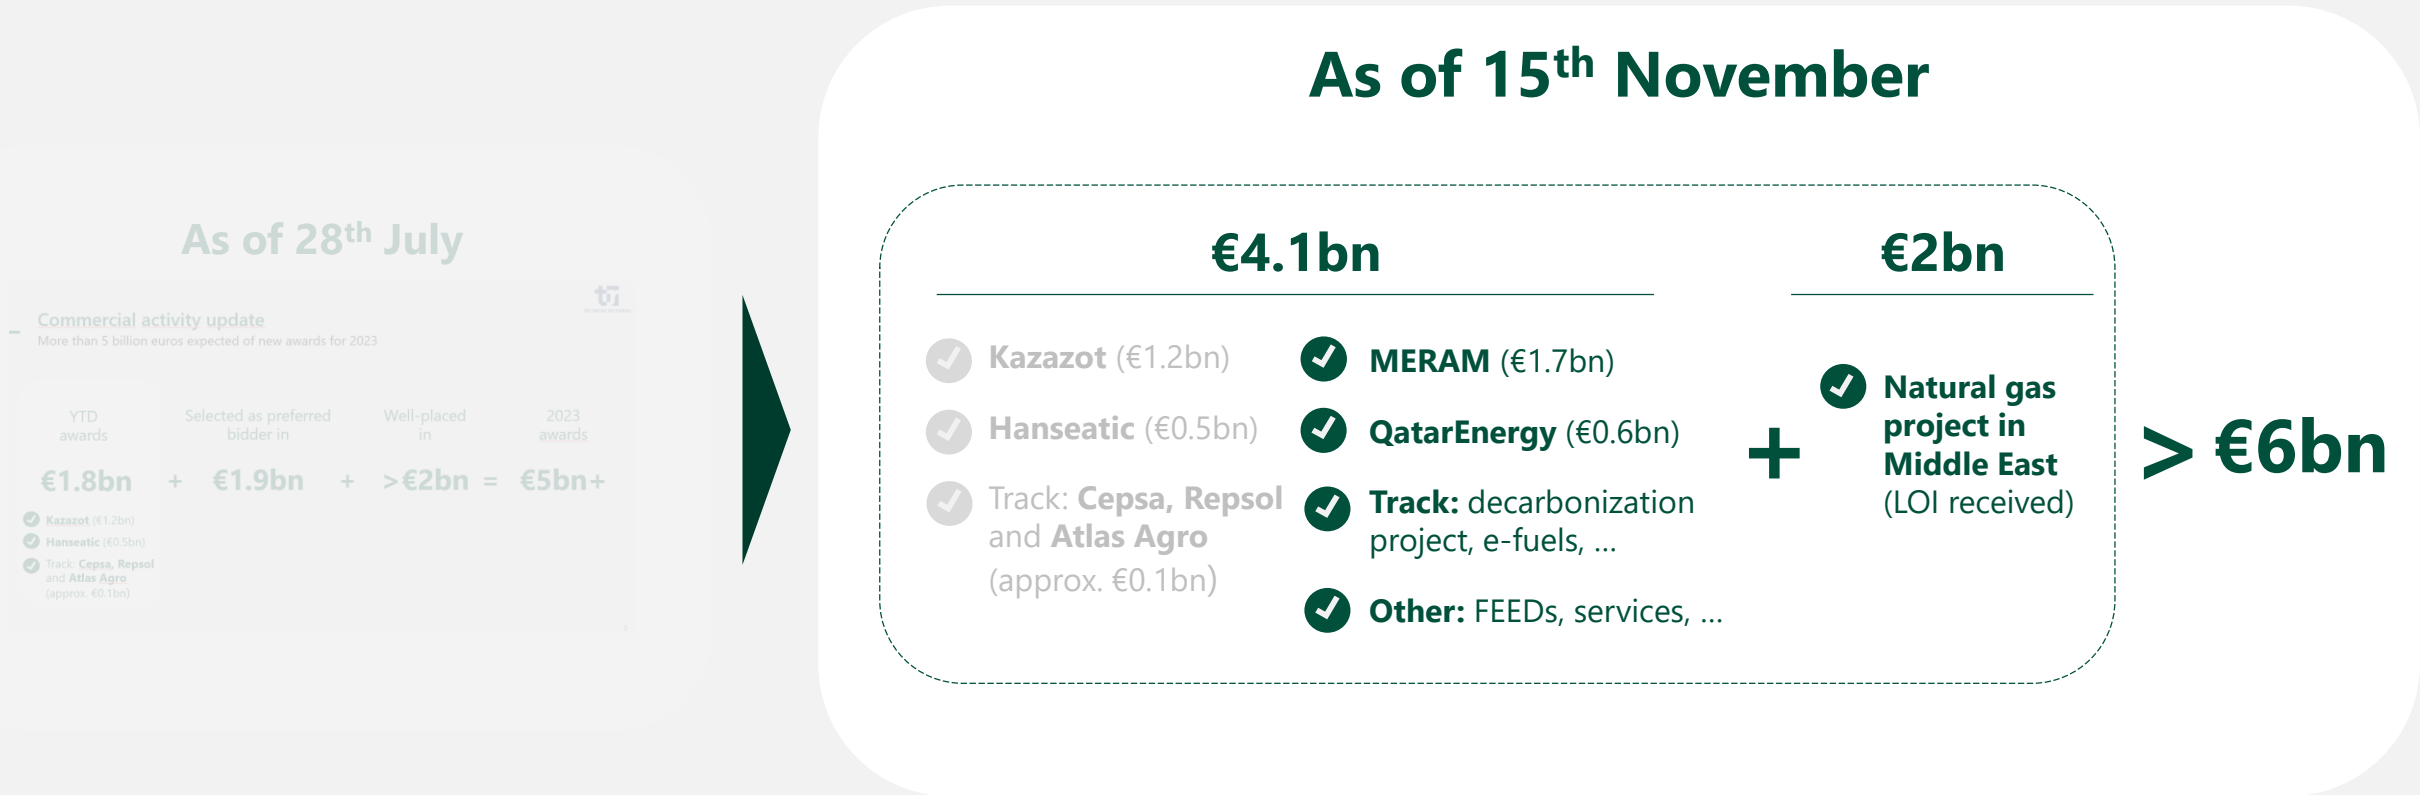 As of 28th July
Commercial activity update
More than 5 billion euros expected of new awards for 2023
YTD
awards
Selected as preferred
bidder in
Well-placed
in
2023
awards
€1.8bn + €1.9bn + >€2bn = €5bn+
Kazazot (€1.2bn)
Hanseatic (€0.5bn)
Track: Cepsa, Repsol
and Atlas Agro
(approx. €0.1bn)
As of 15th November
€4.1bn
Kazazot (€1.2bn)
Hanseatic (€0.5bn)
Track: Cepsa, Repsol
and Atlas Agro
(approx. €0.1bn)
MERAM (€1.7bn)
QatarEnergy (€0.6bn)
Track: decarbonization
project, e-fuels, ...
Other: FEEDs, services, ...
+
€2bn
Natural gas
project in
Middle East
(LOI received)
> €6bn